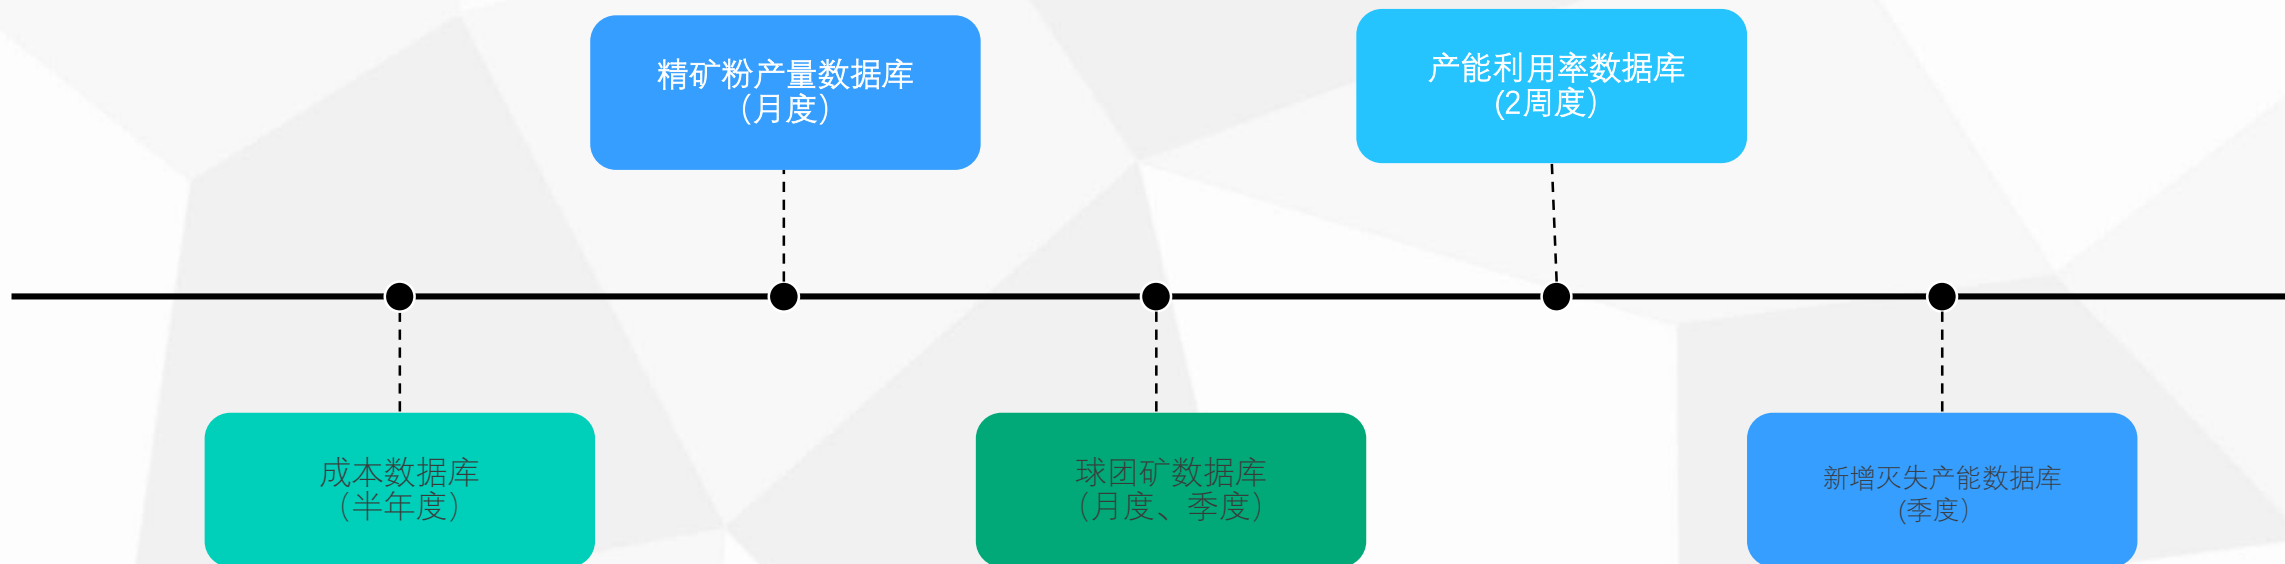 精矿粉产量数据库
（月度）
产能利用率数据库
(2周度）
成本数据库
（半年度）
球团矿数据库
（月度、季度）
新增灭失产能数据库
(季度）